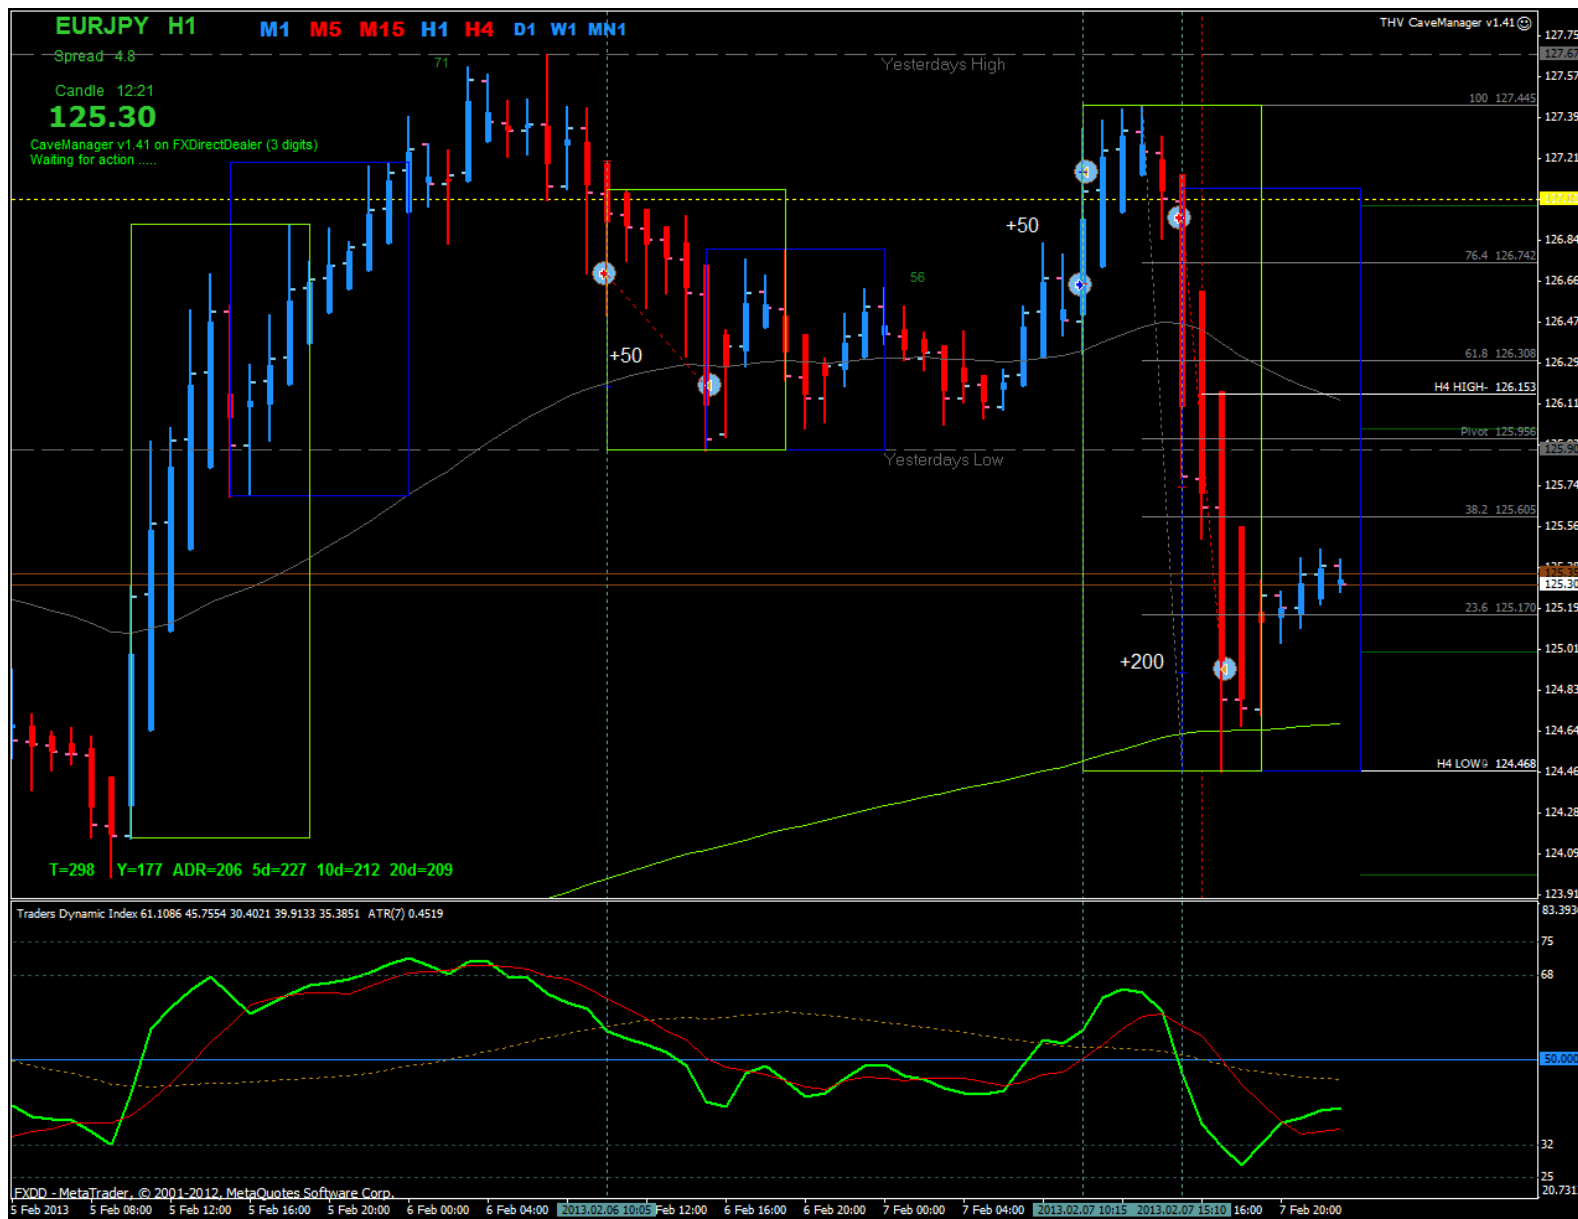 EURJPY H1 M1 M5 M15 H1 H4 D1 W1 MN1
THV CaveManager v1.41
Spread 4.8
Candle 12:21
125.30
CaveManager v1.41 on FXDirectDealer (3 digits)
Waiting for action .....
71
Yesterdays High
100 127.445
+50
76.4 126.742
56
+50
61.8 126.308
H4 HIGH- 126.153
Pivot 125.956
Yesterdays Low
38.2 125.605
23.6 125.170
+200
H4 LOW 124.468
T=298 Y=177 ADR=206 5d=227 10d=212 20d=209
127.75
127.67
127.57
127.39
127.21
126.84
126.66
126.47
126.29
126.11
125.74
125.56
125.39
125.30
125.19
125.01
124.83
124.64
124.46
124.28
124.09
123.91
Traders Dynamic Index 61.1086 45.7554 30.4021 39.9133 35.3851 ATR(7) 0.4519
83.393
75
68
50.000
32
25
20.731
FXDD - MetaTrader, © 2001-2012, MetaQuotes Software Corp.
5 Feb 2013 5 Feb 08:00 5 Feb 12:00 5 Feb 16:00 5 Feb 20:00 6 Feb 00:00 6 Feb 04:00 2013.02.06 10:05 Feb 12:00 6 Feb 16:00 6 Feb 20:00 7 Feb 00:00 7 Feb 04:00 2013.02.07 10:15 2013.02.07 15:10 16:00 7 Feb 20:00